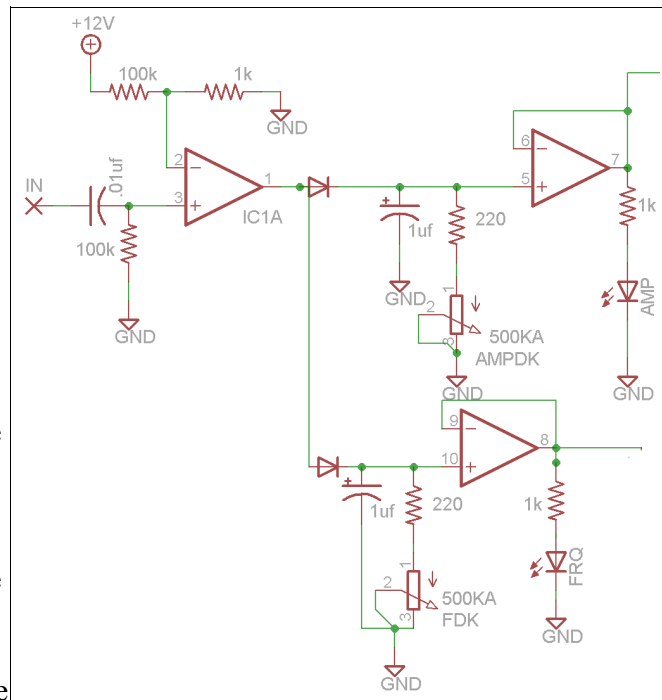 +12V
100k
1k
GND
IN
.01uf
2
3
1
IC1A
100k
GND
6
5
7
1uf
220
GND
1
2
3
500KA
AMPDK
GND
1k
AMP
GND
9
10
8
1uf
220
1
2
3
500KA
FDK
GND
1k
FRQ
GND
e